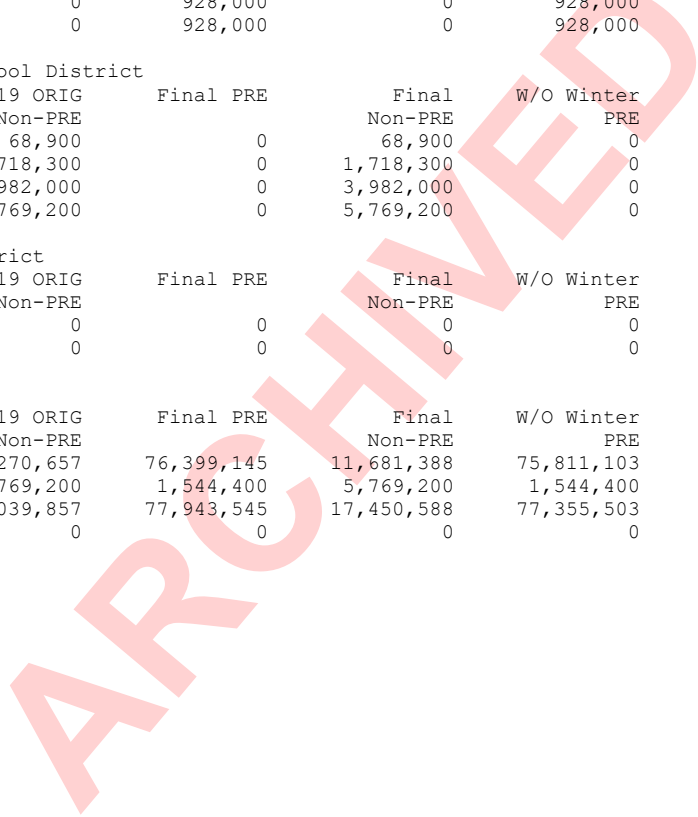 0 928,000 0 928,000
0 928,000 0 928,000
ool District
19 ORIG Final PRE Final W/O Winter
Non-PRE Non-PRE PRE
68,900 0 68,900 0
718,300 0 1,718,300 0
982,000 0 3,982,000 0
769,200 0 5,769,200 0
rict
19 ORIG Final PRE Final W/O Winter
Non-PRE Non-PRE PRE
0 0 0 0
0 0 0 0
19 ORIG Final PRE Final W/O Winter
Non-PRE Non-PRE PRE
270,657 76,399,145 11,681,388 75,811,103
769,200 1,544,400 5,769,200 1,544,400
039,857 77,943,545 17,450,588 77,355,503
0 0 0 0
ARCHIVED